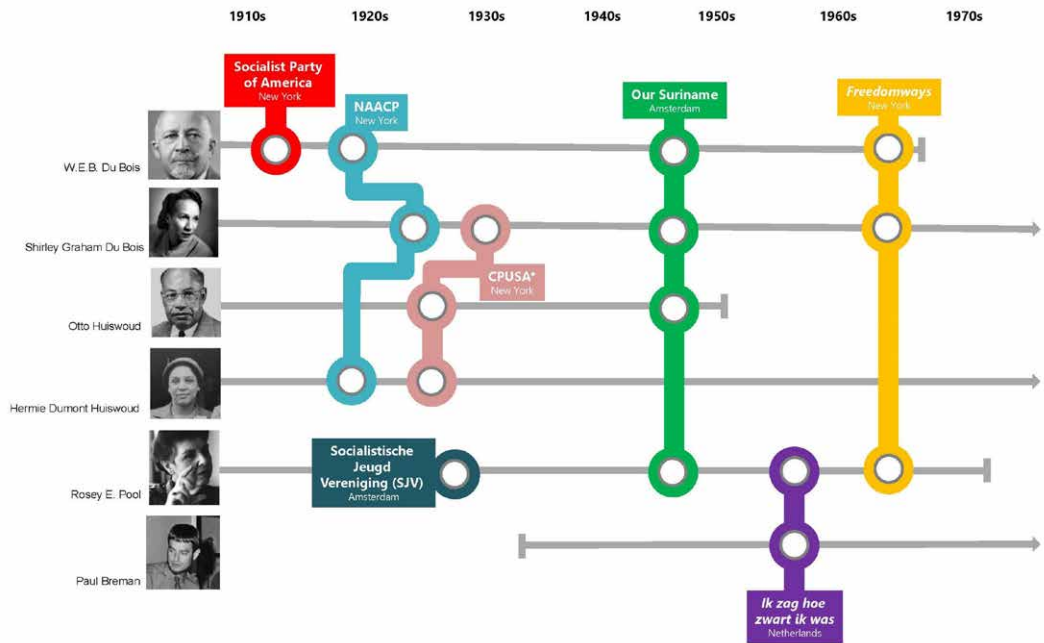 1910s 1920s 1930s 1940s 1950s 1960s 1970s
Socialist Party
of America
New York
NAACP
New York
Our Suriname
Amsterdam
Freedomways
New York
W.E.B. Du Bois
Shirley Graham Du Bois
CPUSA*
New York
Otto Huiswoud
Hermie Dumont Huiswoud
Socialistische
Jeugd
Vereniging (SJV)
Amsterdam
Rosey E. Pool
Paul Breman
Ik zag hoe
zwart ik was
Netherlands